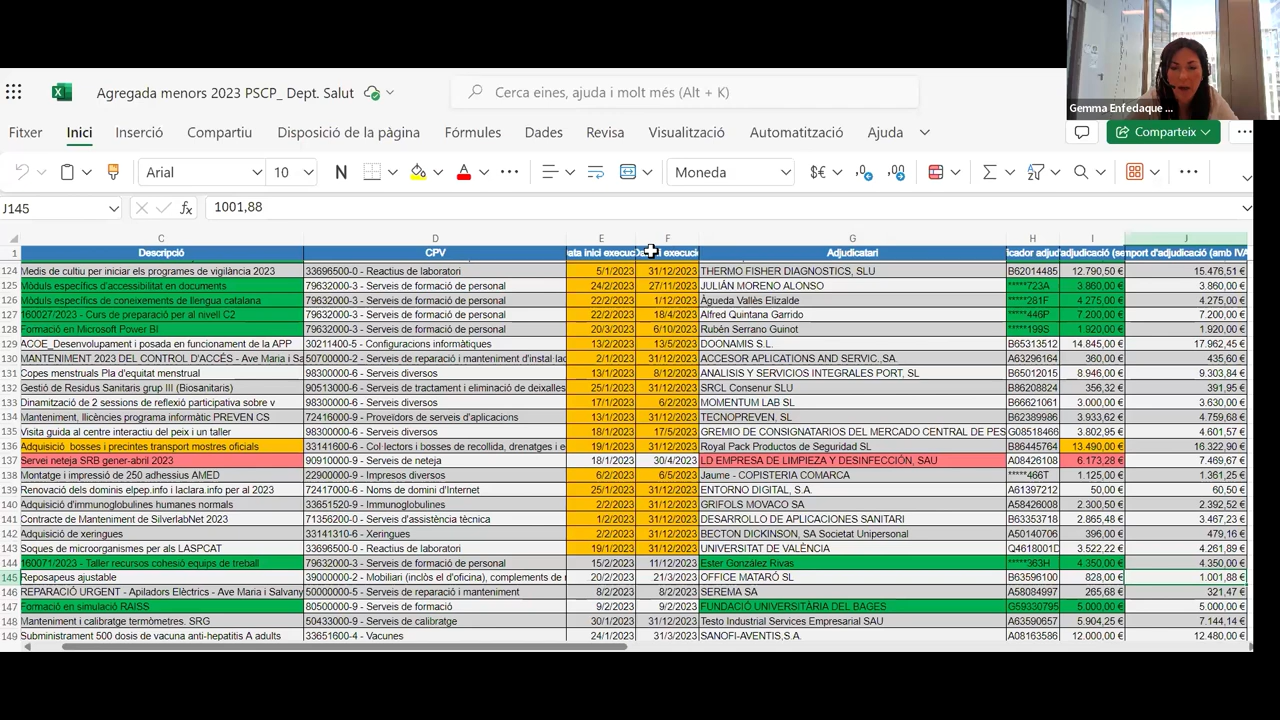 Gemma Enfedaque ...
Agregada menors 2023 PSCP_ Dept. Salut
Cerca eines, ajuda i molt més (Alt + K)
Fitxer Inici Inserció Compartiu Disposició de la pàgina Fórmules Dades Revisa Visualització Automatització Ajuda Comparteix
Arial 10 N A Moneda $€
J145 fx 1001,88
C D E F G H I J
1 Descripció CPV ata inici execuc i execució Adjudicatari icador adjud adjudicació (se mport d'adjudicació (amb IVA
124 Medis de cultiu per iniciar els programes de vigilància 2023 33696500-0 - Reactius de laboratori 5/1/2023 31/12/2023 THERMO FISHER DIAGNOSTICS, SLU B62014485 12.790,50 € 15.476,51 €
125 Mòduls específics d'accessibilitat en documents 79632000-3 - Serveis de formació de personal 24/2/2023 27/11/2023 JULIÁN MORENO ALONSO *****723A 3.860,00 € 3.860,00 €
126 Mòduls específics de coneixements de llengua catalana 79632000-3 - Serveis de formació de personal 22/2/2023 1/12/2023 Àgueda Vallès Elizalde *****281F 4.275,00 € 4.275,00 €
127 160027/2023 - Curs de preparació per al nivell C2 79632000-3 - Serveis de formació de personal 22/2/2023 18/4/2023 Alfred Quintana Garrido *****446P 7.200,00 € 7.200,00 €
128 Formació en Microsoft Power BI 79632000-3 - Serveis de formació de personal 20/3/2023 6/10/2023 Rubén Serrano Guinot *****199S 1.920,00 € 1.920,00 €
129 ACOE_Desenvolupament i posada en funcionament de la APP 30211400-5 - Configuracions informàtiques 13/2/2023 13/5/2023 DOONAMIS S.L. B65313512 14.845,00 € 17.962,45 €
130 MANTENIMENT 2023 DEL CONTROL D'ACCÉS - Ave Maria i Sa 50700000-2 - Serveis de reparació i manteniment d'instal·lac 2/1/2023 31/12/2023 ACCESOR APLICATIONS AND SERVIC.,SA. A63296164 360,00 € 435,60 €
131 Copes menstruals Pla d'equitat menstrual 98300000-6 - Serveis diversos 13/1/2023 8/12/2023 ANALISIS Y SERVICIOS INTEGRALES PORT, SL B65012015 8.946,00 € 9.303,84 €
132 Gestió de Residus Sanitaris grup III (Biosanitaris) 90513000-6 - Serveis de tractament i eliminació de deixalles 25/1/2023 31/12/2023 SRCL Consenur SLU B86208824 356,32 € 391,95 €
133 Dinamització de 2 sessions de reflexió participativa sobre v 98300000-6 - Serveis diversos 17/1/2023 6/2/2023 MOMENTUM LAB SL B66621061 3.000,00 € 3.630,00 €
134 Manteniment, llicències programa informàtic PREVEN CS 72416000-9 - Proveïdors de serveis d'aplicacions 13/1/2023 31/12/2023 TECNOPREVEN, SL B62389986 3.933,62 € 4.759,68 €
135 Visita guida al centre interactiu del peix i un taller 98300000-6 - Serveis diversos 18/1/2023 17/5/2023 GREMIO DE CONSIGNATARIOS DEL MERCADO CENTRAL DE PES G08518466 3.802,95 € 4.601,57 €
136 Adquisició bosses i precintes transport mostres oficials 33141600-6 - Col·lectors i bosses de recollida, drenatges i e 19/1/2023 31/12/2023 Royal Pack Productos de Seguridad SL B86445764 13.490,00 € 16.322,90 €
137 Servei neteja SRB gener-abril 2023 90910000-9 - Serveis de neteja 18/1/2023 30/4/2023 LD EMPRESA DE LIMPIEZA Y DESINFECCIÓN, SAU A08426108 6.173,28 € 7.469,67 €
138 Montatge i impressió de 250 adhessius AMED 22900000-9 - Impresos diversos 6/2/2023 6/5/2023 Jaume - COPISTERIA COMARCA *****466T 1.125,00 € 1.361,25 €
139 Renovació dels dominis elpep.info i laclara.info per al 2023 72417000-6 - Noms de domini d'Internet 25/1/2023 31/12/2023 ENTORNO DIGITAL, S.A. A61397212 50,00 € 60,50 €
140 Adquisició d'immunoglobulines humanes normals 33651520-9 - Immunoglobulines 2/2/2023 31/12/2023 GRIFOLS MOVACO SA A58426008 2.300,50 € 2.392,52 €
141 Contracte de Manteniment de SilverlabNet 2023 71356200-0 - Serveis d'assistència tècnica 1/2/2023 31/12/2023 DESARROLLO DE APLICACIONES SANITARI B63353718 2.865,48 € 3.467,23 €
142 Adquisició de xeringues 33141310-6 - Xeringues 2/2/2023 31/12/2023 BECTON DICKINSON, SA Societat Unipersonal A50140706 396,00 € 479,16 €
143 Soques de microorganismes per als LASPCAT 33696500-0 - Reactius de laboratori 19/1/2023 31/12/2023 UNIVERSITAT DE VALÈNCIA Q4618001D 3.522,22 € 4.261,89 €
144 160071/2023 - Taller recursos cohesió equips de treball 79632000-3 - Serveis de formació de personal 15/2/2023 11/12/2023 Ester González Rivas *****363H 4.350,00 € 4.350,00 €
145 Reposapeus ajustable 39000000-2 - Mobiliari (inclòs el d'oficina), complements de 20/2/2023 21/3/2023 OFFICE MATARÓ SL B63596100 828,00 € 1.001,88 €
146 REPARACIÓ URGENT - Apiladors Elèctrics - Ave Maria i Salvany 50000000-5 - Serveis de reparació i manteniment 8/2/2023 8/2/2023 SEREMA SA A58084997 265,68 € 321,47 €
147 Formació en simulació RAISS 80500000-9 - Serveis de formació 9/2/2023 9/2/2023 FUNDACIÓ UNIVERSITÀRIA DEL BAGES G59330795 5.000,00 € 5.000,00 €
148 Manteniment i calibratge termòmetres. SRG 50433000-9 - Serveis de calibratge 30/1/2023 31/12/2023 Testo Industrial Services Empresarial SAU A63590657 5.904,25 € 7.144,14 €
149 Subministrament 500 dosis de vacuna anti-hepatitis A adults 33651600-4 - Vacunes 24/1/2023 31/3/2023 SANOFI-AVENTIS,S.A. A08163586 12.000,00 € 12.480,00 €